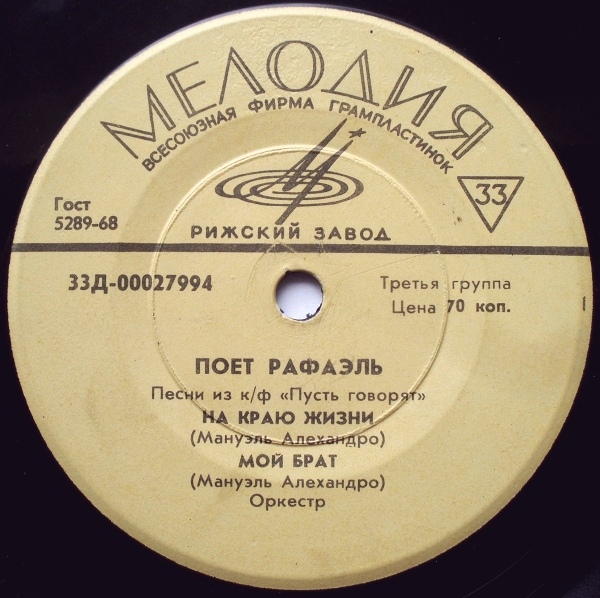 МЕЛОДИЯ
ВСЕСОЮЗНАЯ ФИРМА ГРАМПЛАСТИНОК
33
Гост
5289-68
РИЖСКИЙ ЗАВОД
33Д-00027994
Третья группа
Цена 70 коп.
I
ПОЕТ РАФАЭЛЬ
Песни из к/ф «Пусть говорят»
НА КРАЮ ЖИЗНИ
(Мануэль Алехандро)
МОЙ БРАТ
(Мануэль Алехандро)
Оркестр